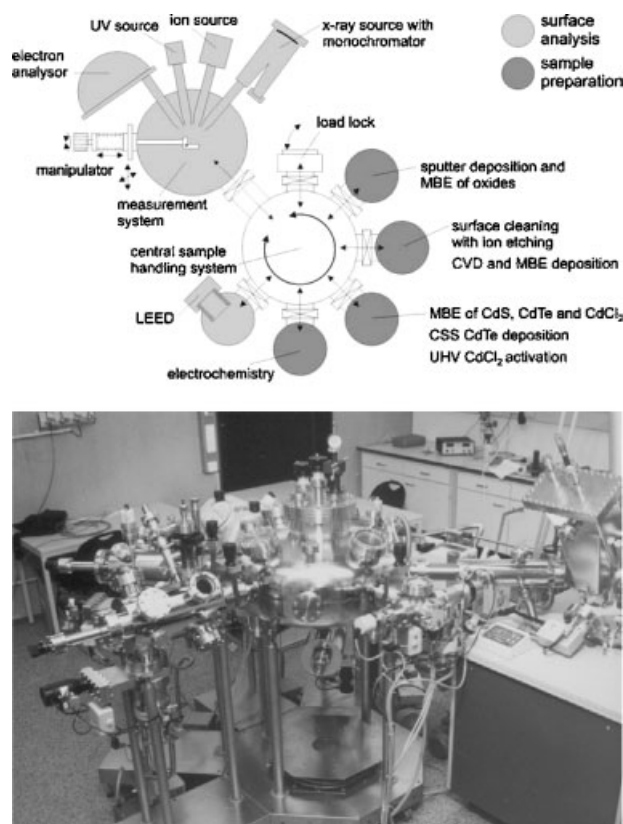 ion source
UV source
x-ray source with
monochromator
surface
analysis
electron
analysor
sample
preparation
load lock
manipulator
sputter deposition and
MBE of oxides
measurement
system
surface cleaning
with ion etching
central sample
handling system
CVD and MBE deposition
LEED
MBE of CdS, CdTe and CdCl₂
CSS CdTe deposition
electrochemistry
UHV CdCl₂ activation